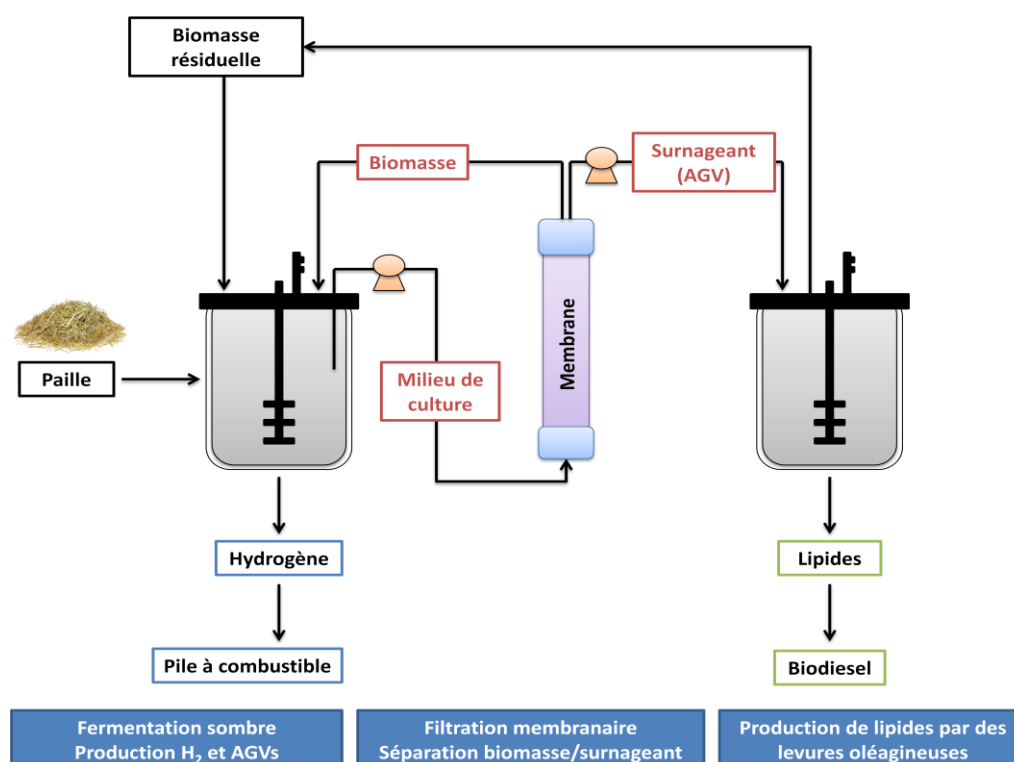 Biomasse
résiduelle
Biomasse
Surnageant
(AGV)
Paille
Milieu de
culture
Membrane
Hydrogène
Lipides
Pile à combustible
Biodiesel
Fermentation sombre
Production H₂ et AGVs
Filtration membranaire
Séparation biomasse/surnageant
Production de lipides par des
levures oléagineuses